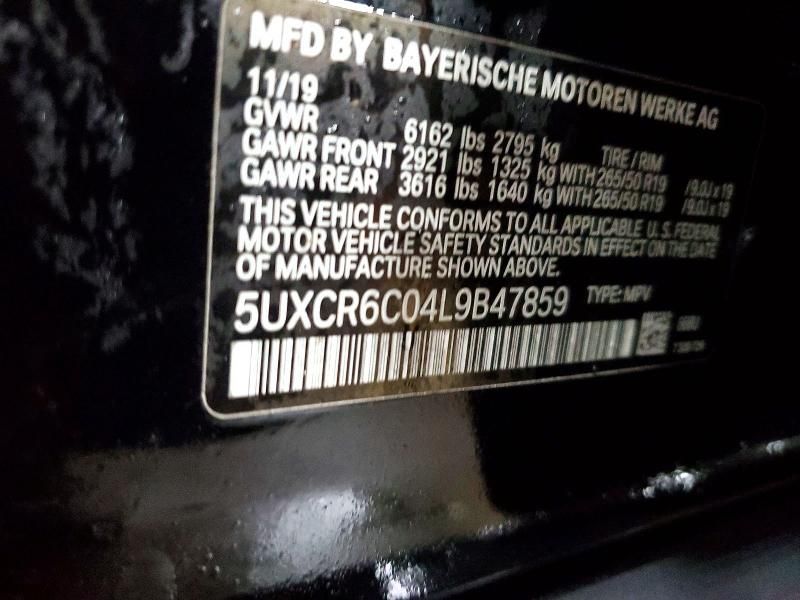 MFD BY BAYERISCHE MOTOREN WERKE AG
11/19
GVWR 6162 lbs 2795 kg TIRE / RIM
GAWR FRONT 2921 lbs 1325 kg WITH 265/50 R19 /9.0J x 19
GAWR REAR 3616 lbs 1640 kg WITH 265/50 R19 /9.0J x 19
THIS VEHICLE CONFORMS TO ALL APPLICABLE U.S. FEDERAL
MOTOR VEHICLE SAFETY STANDARDS IN EFFECT ON THE DATE
OF MANUFACTURE SHOWN ABOVE.
5UXCR6C04L9B47859 TYPE: MPV